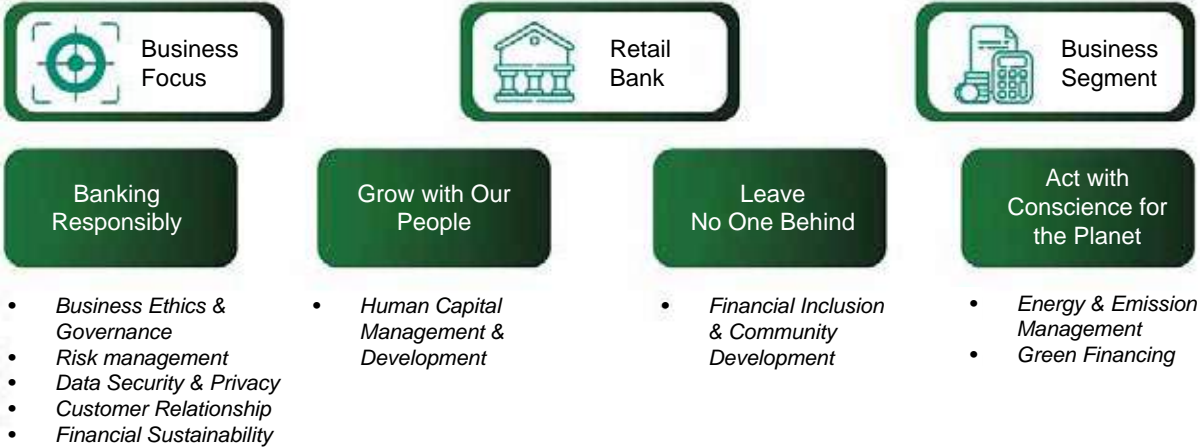 Business
Focus
Retail
Bank
Business
Segment
Banking
Responsibly
Grow with Our
People
Leave
No One Behind
Act with
Conscience for
the Planet
• Business Ethics &
Governance
• Risk management
• Data Security & Privacy
• Customer Relationship
• Financial Sustainability
• Human Capital
Management &
Development
• Financial Inclusion
& Community
Development
• Energy & Emission
Management
• Green Financing